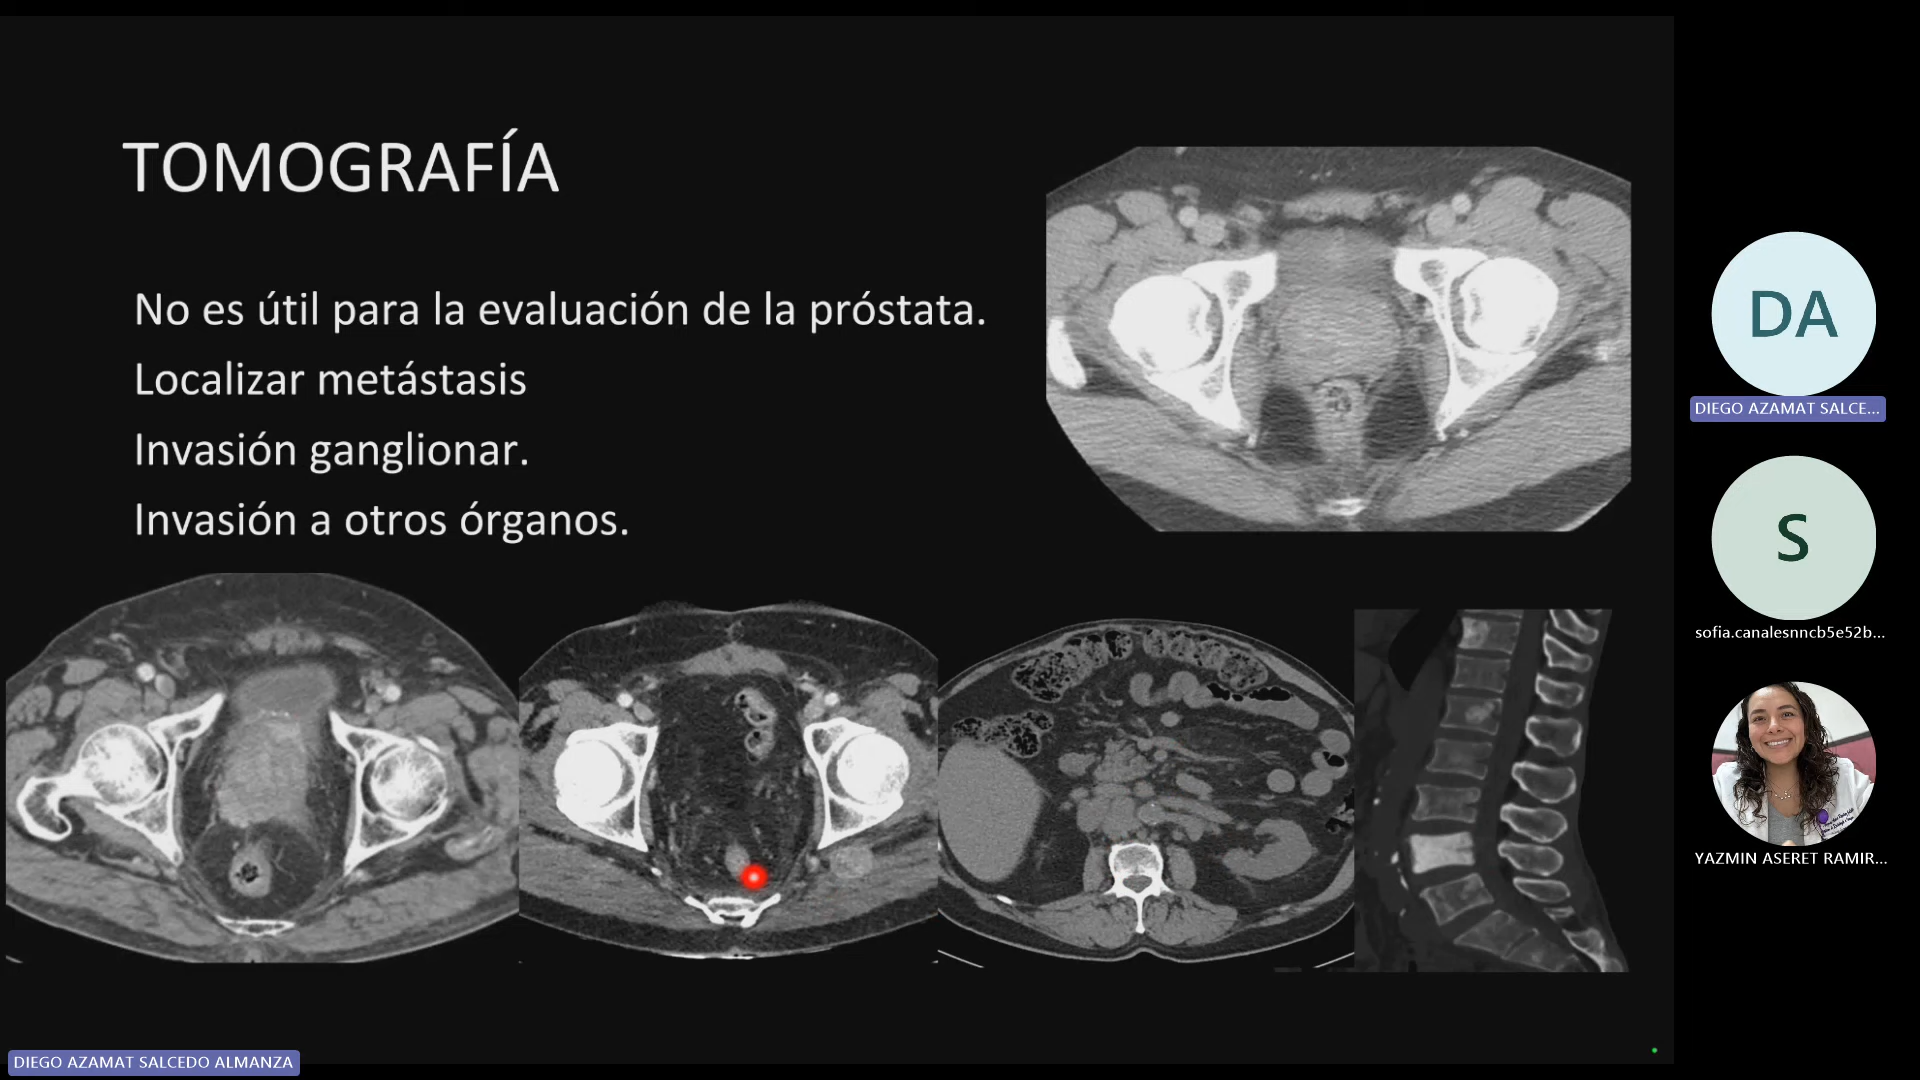 TOMOGRAFÍA
No es útil para la evaluación de la próstata.
Localizar metástasis
Invasión ganglionar.
Invasión a otros órganos.
DA
DIEGO AZAMAT SALCE...
S
sofia.canalesnncb5e52b...
YAZMIN ASERET RAMIR...
DIEGO AZAMAT SALCEDO ALMANZA